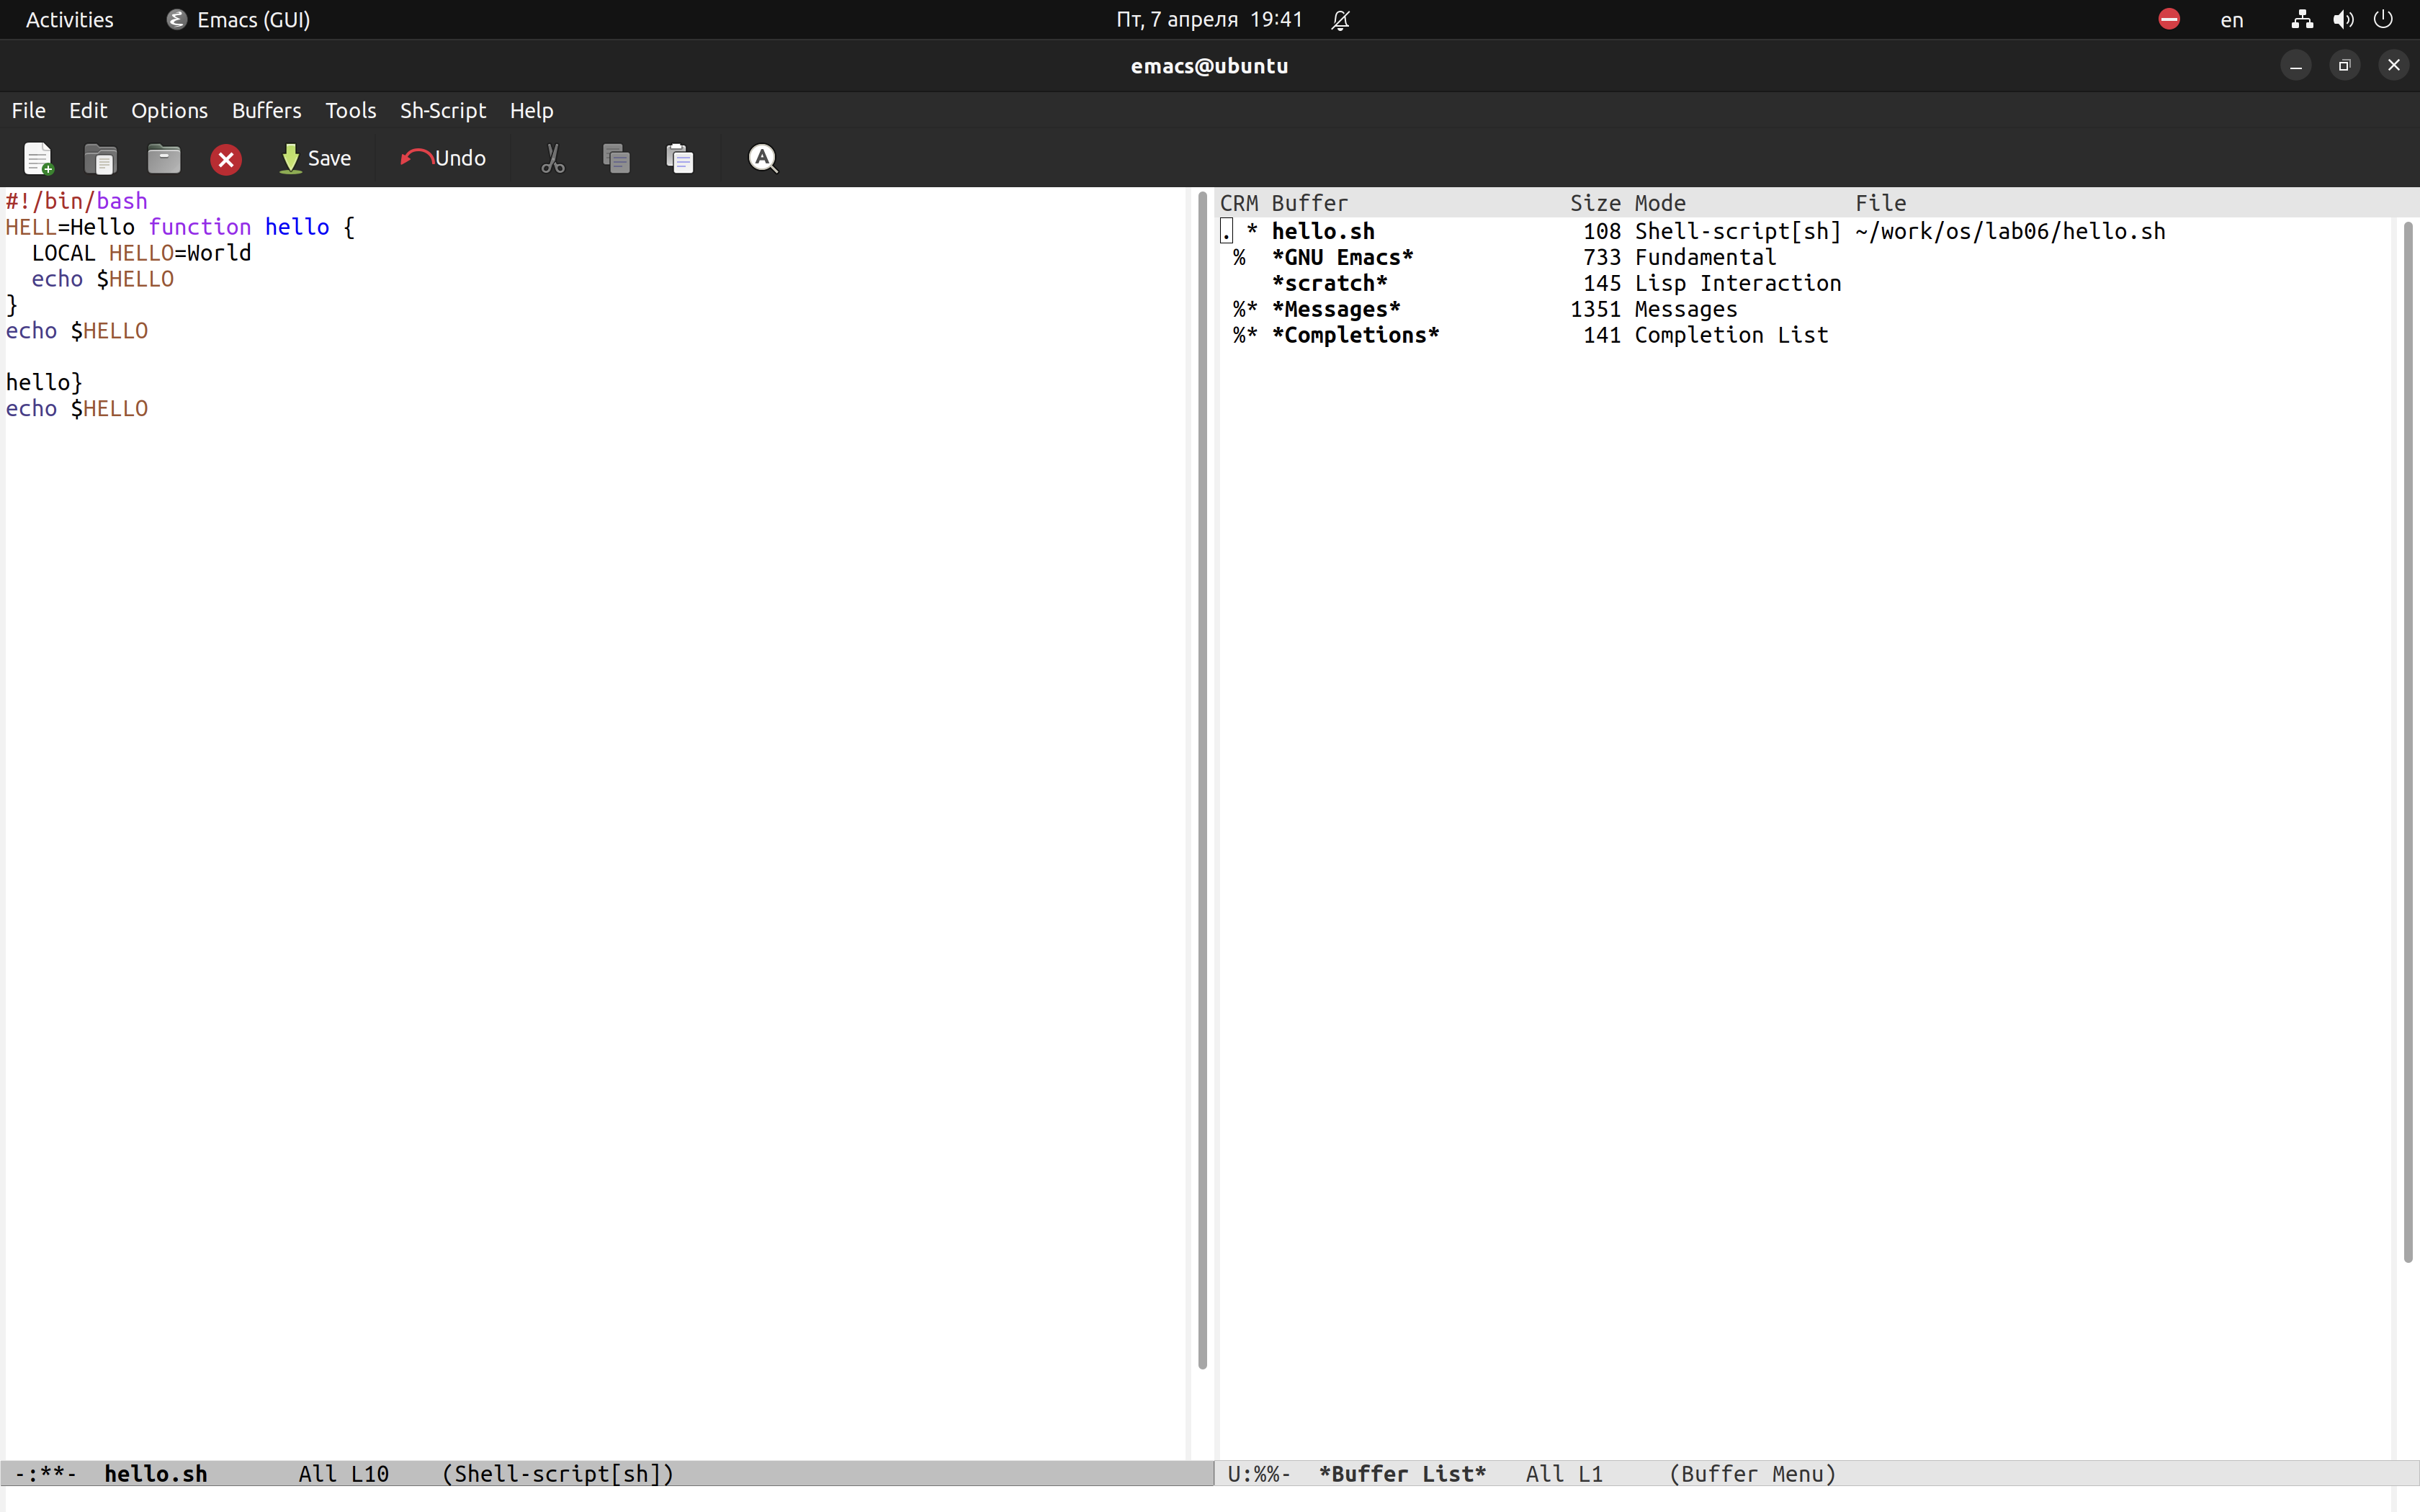 Activities Emacs (GUI) Пт, 7 апреля 19:41 en
emacs@ubuntu
File Edit Options Buffers Tools Sh-Script Help
Save Undo
#!/bin/bash
HELL=Hello function hello {
  LOCAL HELLO=World
  echo $HELLO
}
echo $HELLO
hello}
echo $HELLO
-:**- hello.sh All L10 (Shell-script[sh])
CRM Buffer Size Mode File
. * hello.sh 108 Shell-script[sh] ~/work/os/lab06/hello.sh
% *GNU Emacs* 733 Fundamental
*scratch* 145 Lisp Interaction
%* *Messages* 1351 Messages
%* *Completions* 141 Completion List
U:%%- *Buffer List* All L1 (Buffer Menu)